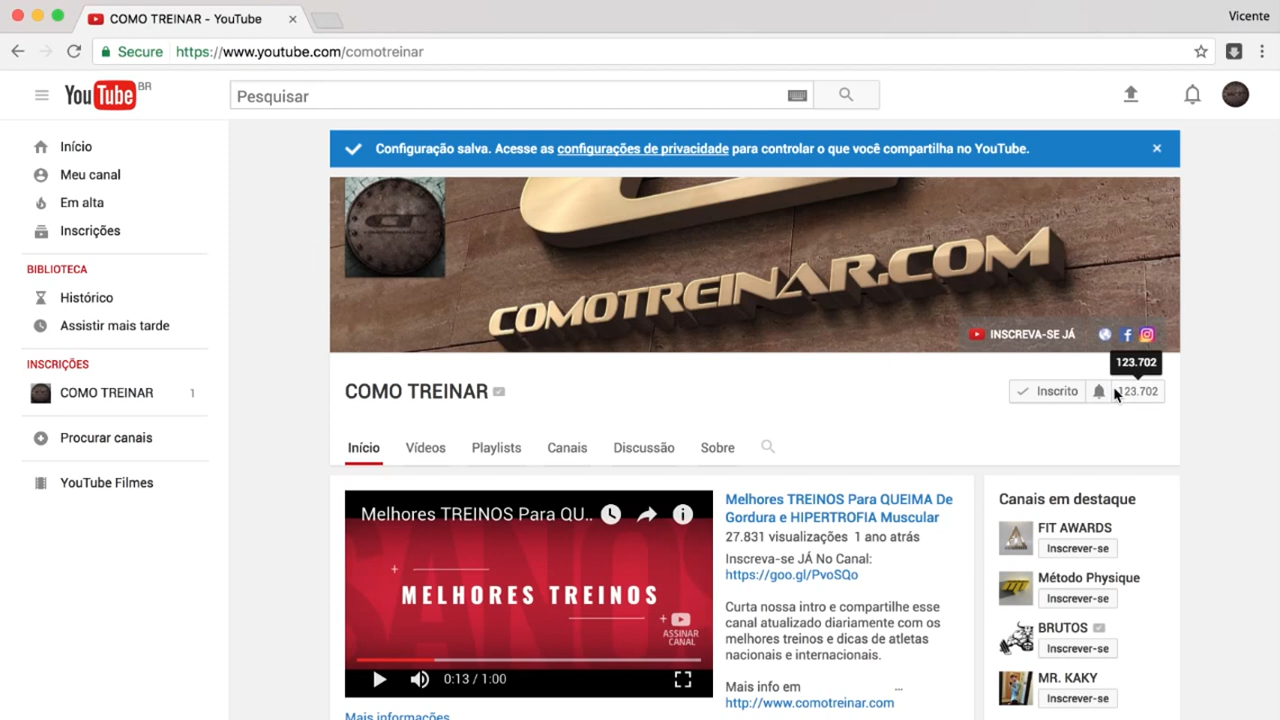 COMO TREINAR - YouTube
Vicente
Secure https://www.youtube.com/comotreinar
YouTube BR
Pesquisar
Início
Meu canal
Em alta
Inscrições
BIBLIOTECA
Histórico
Assistir mais tarde
INSCRIÇÕES
COMO TREINAR 1
Procurar canais
YouTube Filmes
Configuração salva. Acesse as configurações de privacidade para controlar o que você compartilha no YouTube.
COMOTREINAR.COM
INSCREVA-SE JÁ
123.702
COMO TREINAR
Inscrito 123.702
Início Vídeos Playlists Canais Discussão Sobre
Melhores TREINOS Para QU...
MELHORES TREINOS
ASSINAR
CANAL
0:13 / 1:00
Mais informações
Melhores TREINOS Para QUEIMA De
Gordura e HIPERTROFIA Muscular
27.831 visualizações 1 ano atrás
Inscreva-se JÁ No Canal:
https://goo.gl/PvoSQo
Curta nossa intro e compartilhe esse
canal atualizado diariamente com os
melhores treinos e dicas de atletas
nacionais e internacionais.
Mais info em ...
http://www.comotreinar.com
Canais em destaque
FIT AWARDS
Inscrever-se
Método Physique
Inscrever-se
BRUTOS
Inscrever-se
MR. KAKY
Inscrever-se